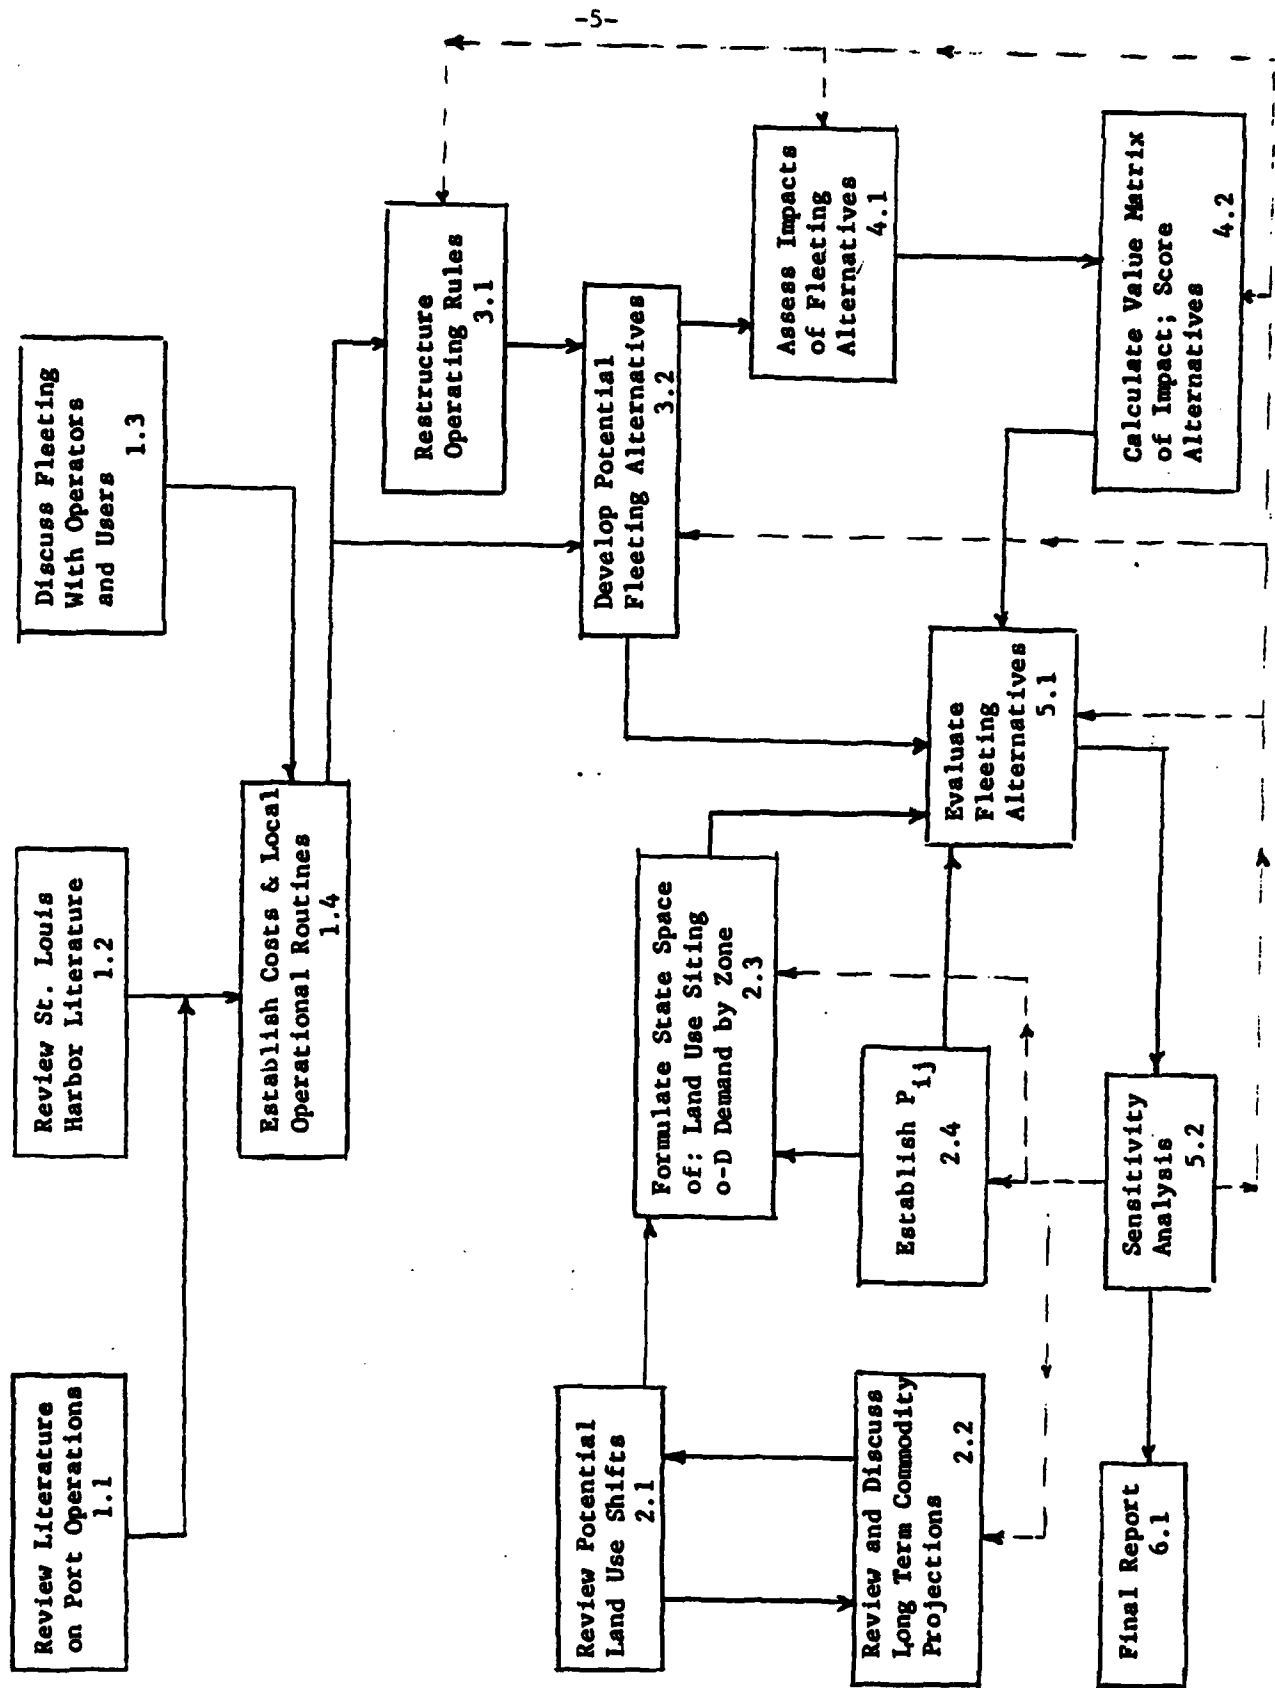 -5-
Review Literature
on Port Operations
1.1
Review St. Louis
Harbor Literature
1.2
Discuss Fleeting
With Operators
and Users
1.3
Establish Costs & Local
Operational Routines
1.4
Restructure
Operating Rules
3.1
Develop Potential
Fleeting Alternatives
3.2
Assess Impacts
of Fleeting
Alternatives
4.1
Calculate Value Matrix
of Impact; Score
Alternatives
4.2
Review Potential
Land Use Shifts
2.1
Review and Discuss
Long Term Commodity
Projections
2.2
Formulate State Space
of: Land Use Siting
o-D Demand by Zone
2.3
Establish Pij
2.4
Evaluate
Fleeting
Alternatives
5.1
Sensitivity
Analysis
5.2
Final Report
6.1